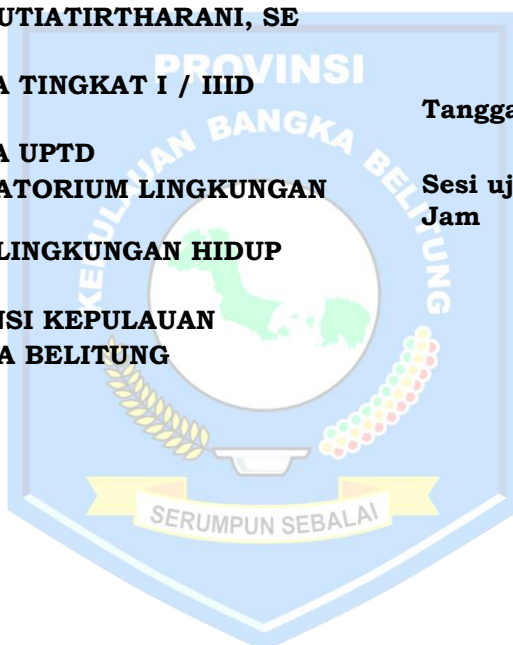 UTIATIRTHARANI, SE
A TINGKAT I / IIID
A UPTD
ATORIUM LINGKUNGAN
LINGKUNGAN HIDUP
NSI KEPULAUAN
A BELITUNG
Tangga
Sesi uj
Jam
PROVINSI
KEPULAUAN BANGKA BELITUNG
SERUMPUN SEBALAI